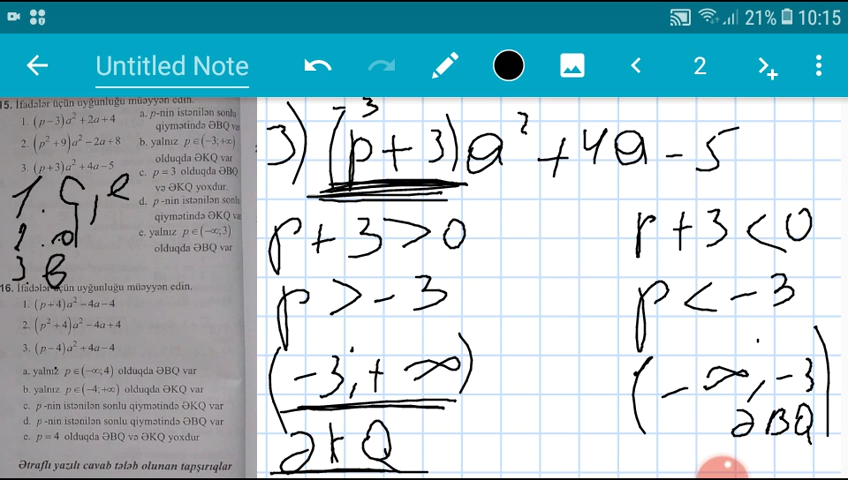 21% 10:15
Untitled Note
2
15. İfadələr üçün uyğunluğu müəyyən edin.
1. (p−3)a²+2a+4
2. (p²+9)a²−2a+8
3. (p+3)a²+4a−5
a. p-nin istənilən sonlu
qiymətində ƏBQ va
b. yalnız p∈(−3;+∞)
olduqda ƏKQ var
c. p=3 olduqda ƏBQ
və ƏKQ yoxdur.
d. p-nin istənilən sonlu
qiymətində ƏKQ va
e. yalnız p∈(−∞;3)
olduqda ƏBQ var
1. c, e
2. d
3 b
16. İfadələr üçün uyğunluğu müəyyən edin.
1. (p+4)a²−4a−4
2. (p²+4)a²−4a+4
3. (p−4)a²+4a−4
a. yalnız p∈(−∞;4) olduqda ƏBQ var
b. yalnız p∈(−4;+∞) olduqda ƏKQ var
c. p-nin istənilən sonlu qiymətində ƏKQ var
d. p-nin istənilən sonlu qiymətində ƏBQ var
e. p=4 olduqda ƏBQ və ƏKQ yoxdur
Ətraflı yazılı cavab tələb olunan tapşırıqlar
-3
3) (p+3)a²+4a-5
p+3>0
p>-3
(-3;+∞)
ƏKQ
p+3<0
p<-3
(-∞;-3)
ƏBQ